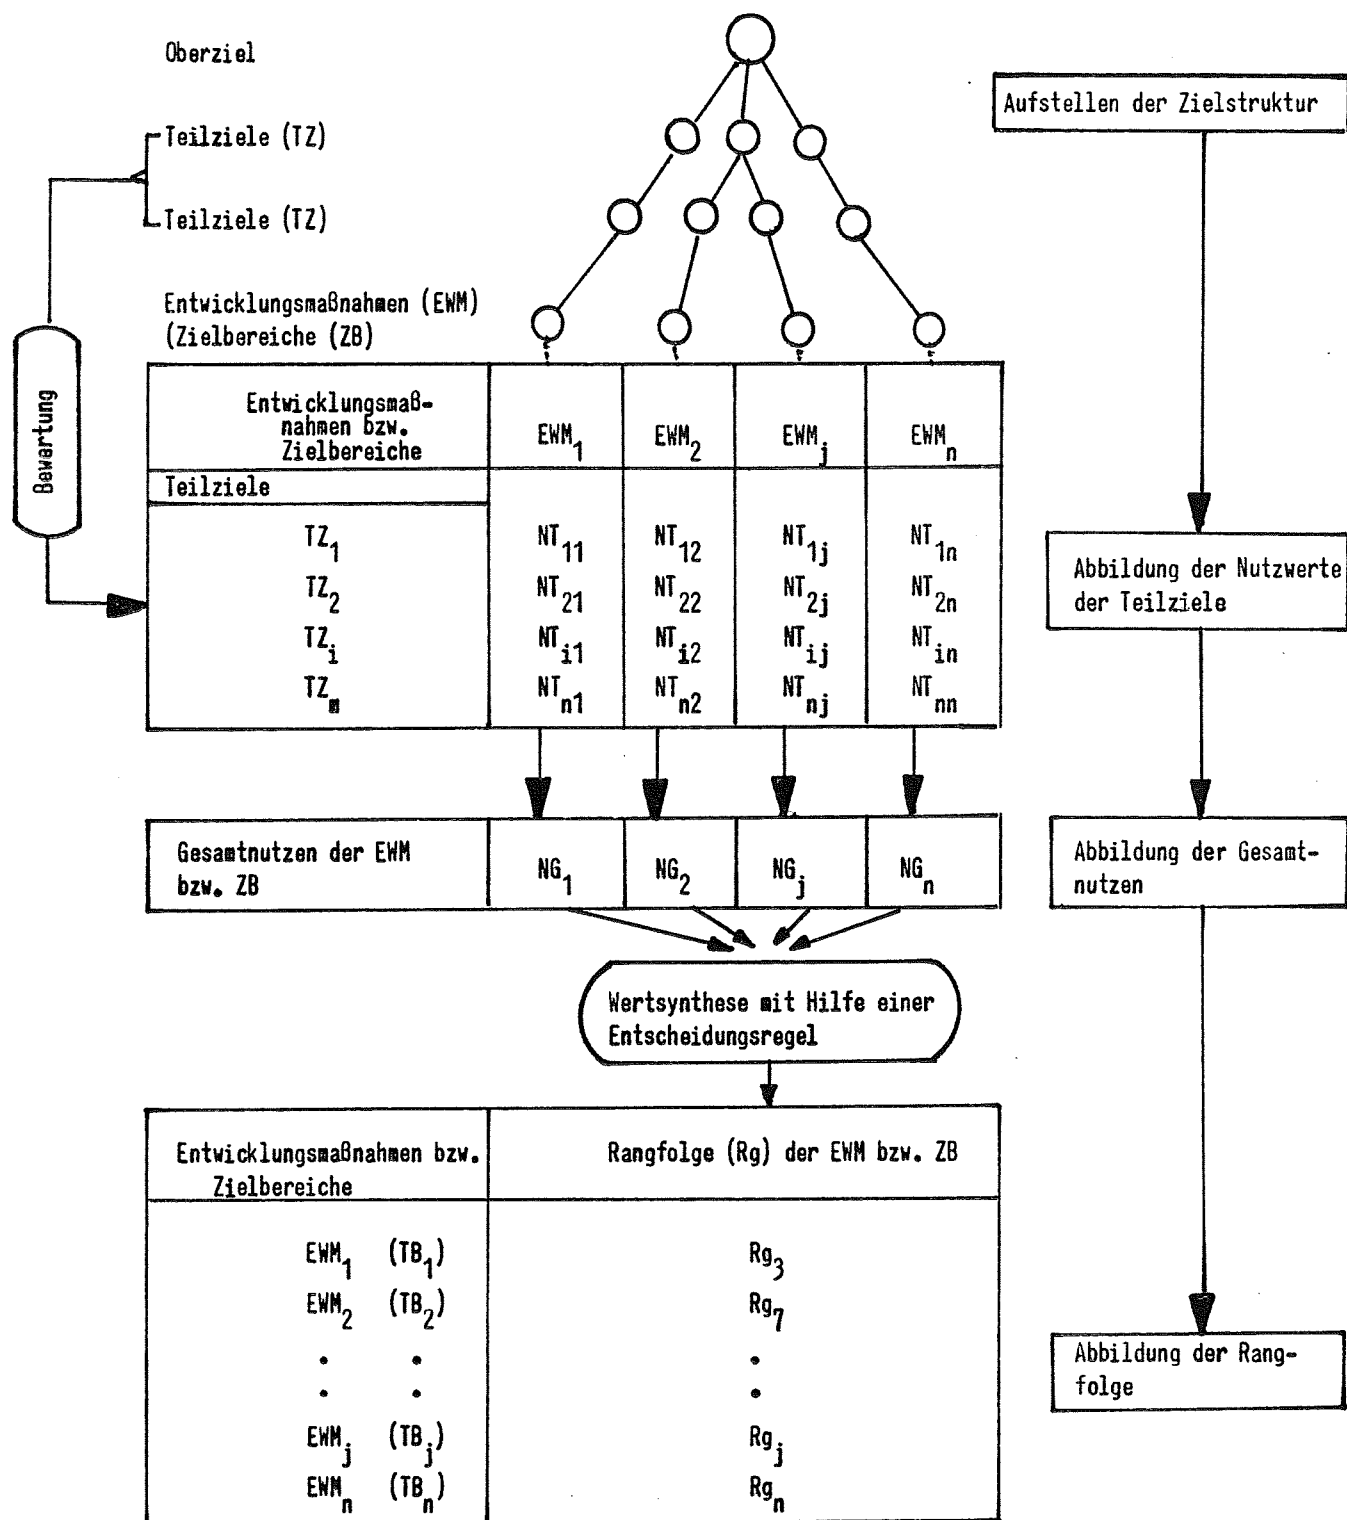 Oberziel
Teilziele (TZ)
Teilziele (TZ)
Entwicklungsmaßnahmen (EWM)
(Zielbereiche (ZB)
Bewertung
Entwicklungsmaß-
nahmen bzw.
Zielbereiche
EWM₁ EWM₂ EWMⱼ EWMₙ
Teilziele
TZ₁ NT₁₁ NT₁₂ NT₁ⱼ NT₁ₙ
TZ₂ NT₂₁ NT₂₂ NT₂ⱼ NT₂ₙ
TZᵢ NTᵢ₁ NTᵢ₂ NTᵢⱼ NTᵢₙ
TZₘ NTₙ₁ NTₙ₂ NTₙⱼ NTₙₙ
Gesamtnutzen der EWM
bzw. ZB
NG₁ NG₂ NGⱼ NGₙ
Wertsynthese mit Hilfe einer
Entscheidungsregel
Entwicklungsmaßnahmen bzw.
Zielbereiche
Rangfolge (Rg) der EWM bzw. ZB
EWM₁ (TB₁) Rg₃
EWM₂ (TB₂) Rg₇
. . .
. . .
EWMⱼ (TBⱼ) Rgⱼ
EWMₙ (TBₙ) Rgₙ
Aufstellen der Zielstruktur
Abbildung der Nutzwerte
der Teilziele
Abbildung der Gesamt-
nutzen
Abbildung der Rang-
folge